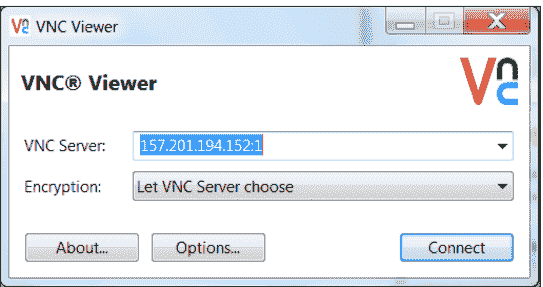 VNC Viewer
VNC® Viewer
VNC Server: 157.201.194.152:1
Encryption: Let VNC Server choose
About... Options... Connect